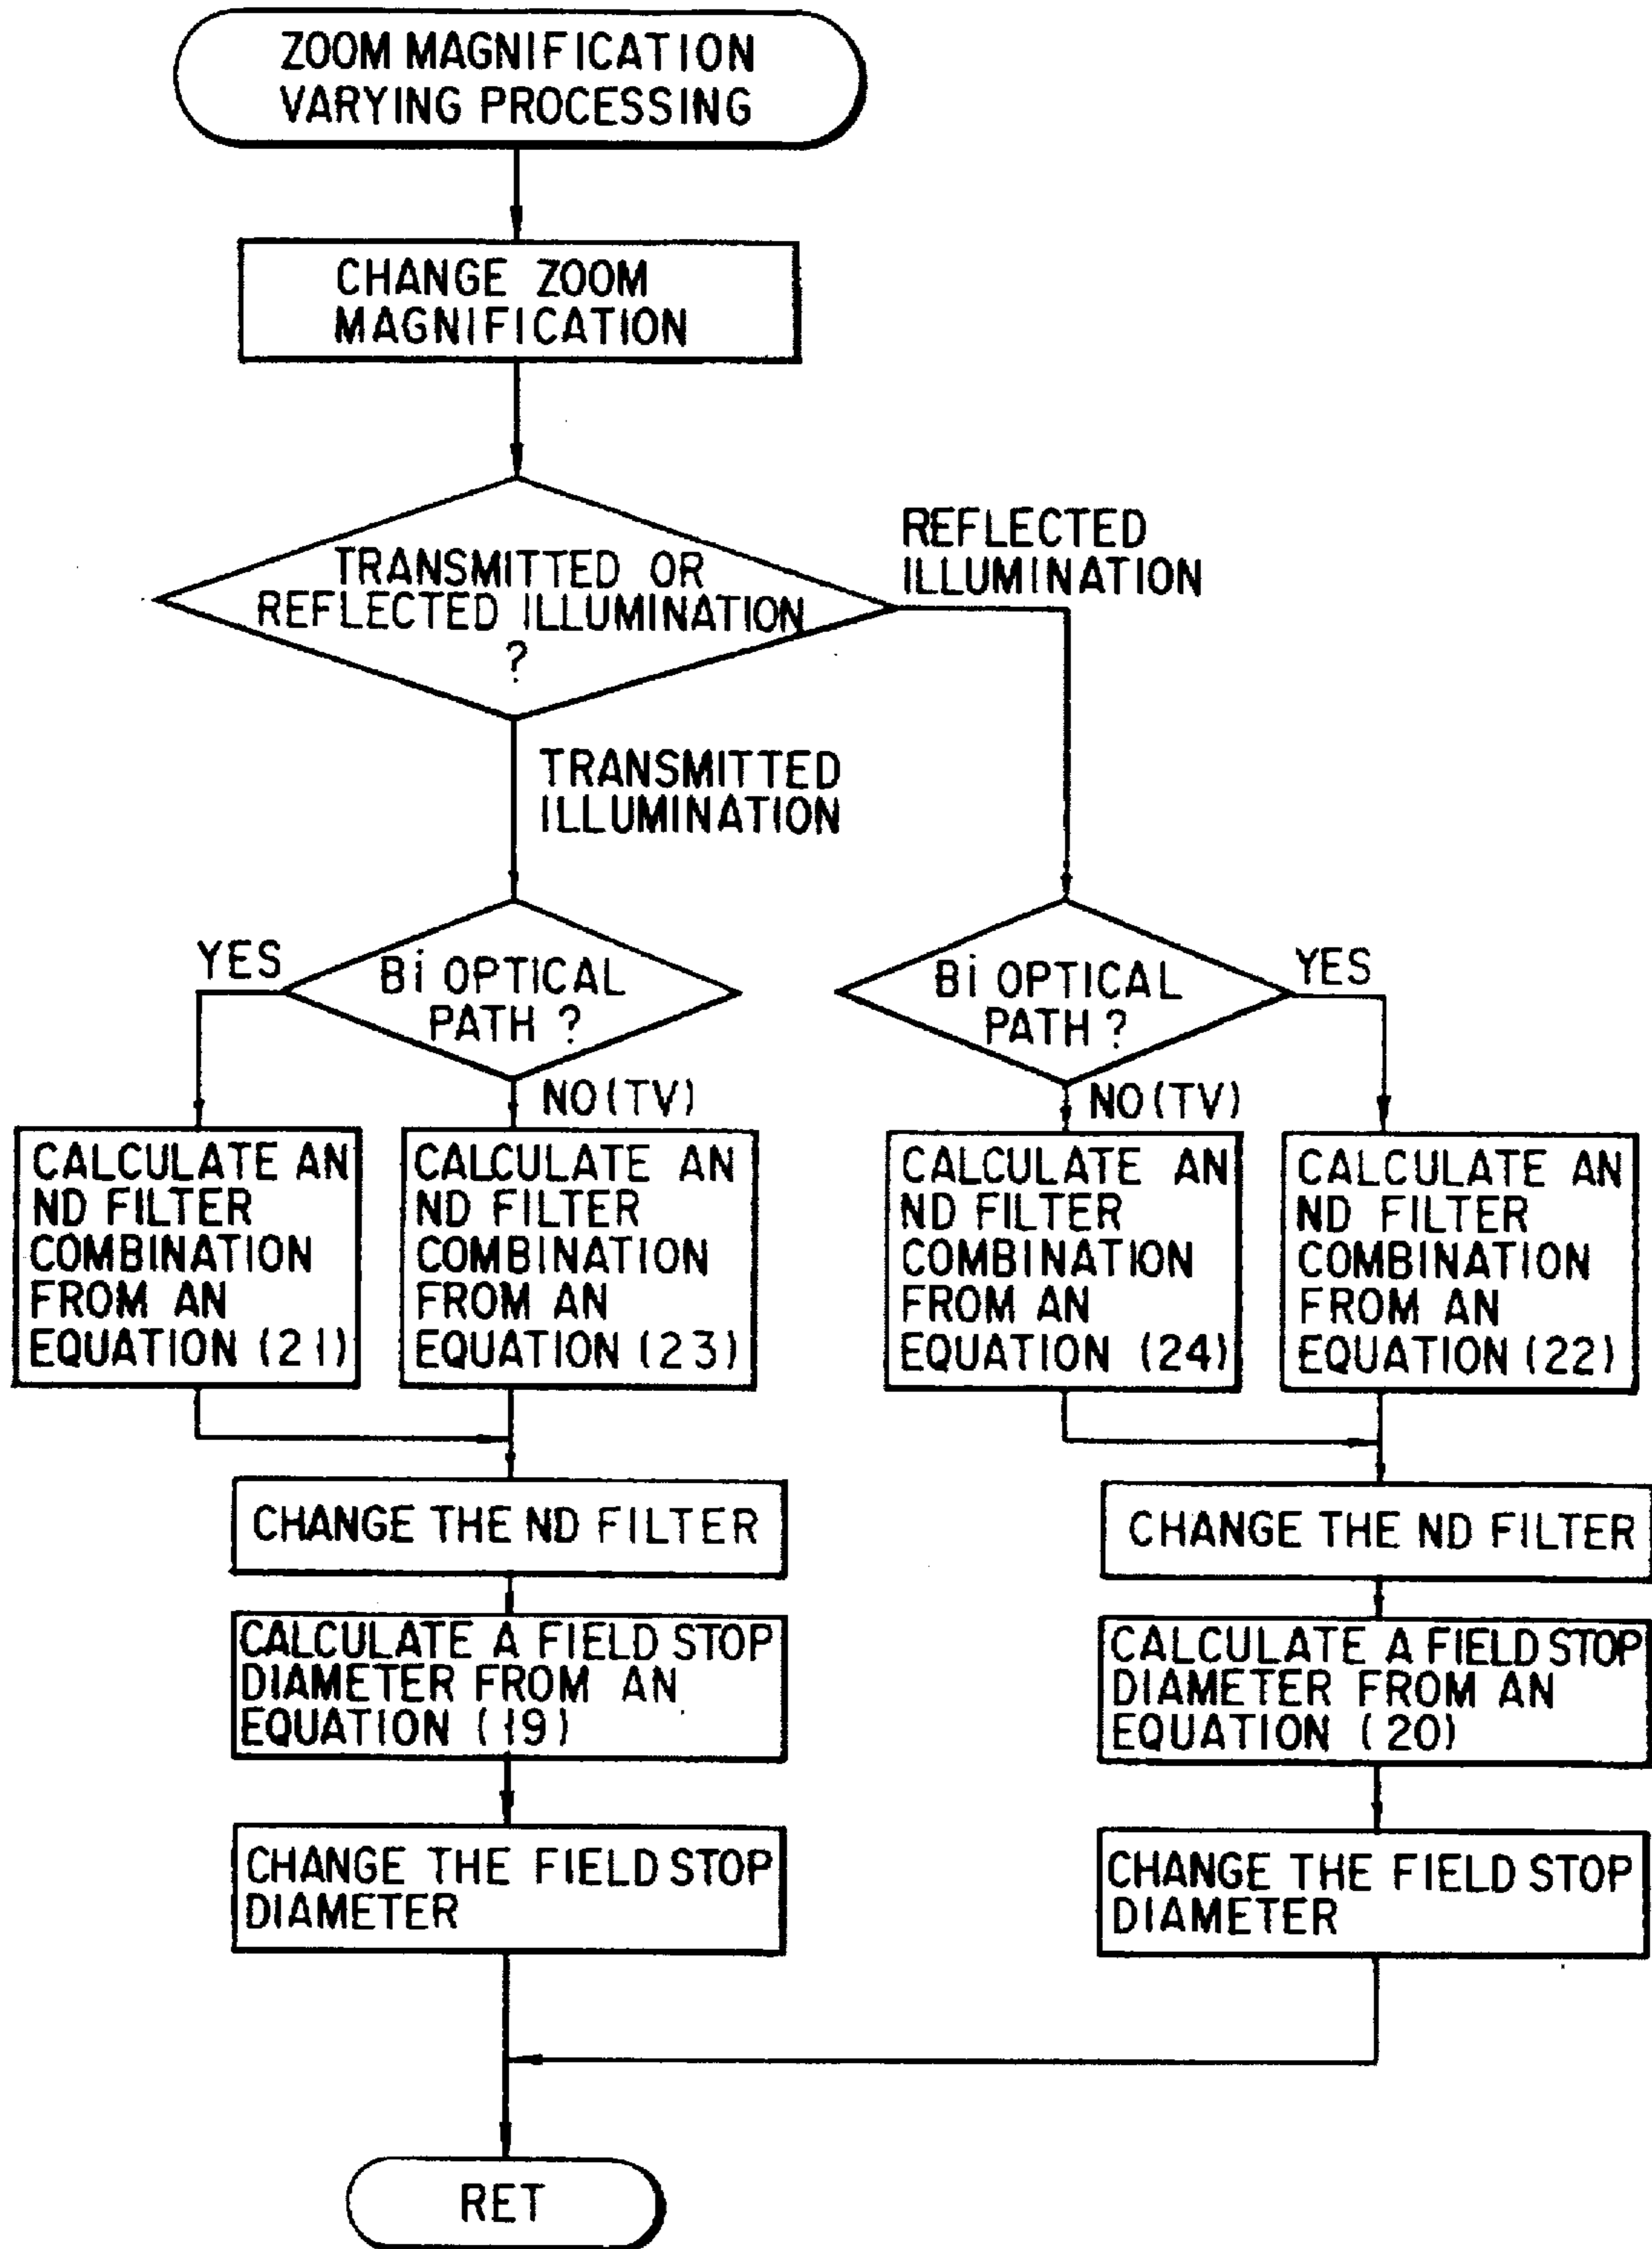 ZOOM MAGNIFICATION
VARYING PROCESSING
CHANGE ZOOM
MAGNIFICATION
TRANSMITTED OR
REFLECTED ILLUMINATION
?
REFLECTED
ILLUMINATION
TRANSMITTED
ILLUMINATION
YES
Bi OPTICAL
PATH ?
NO (TV)
Bi OPTICAL
PATH ?
YES
NO (TV)
CALCULATE AN
ND FILTER
COMBINATION
FROM AN
EQUATION (21)
CALCULATE AN
ND FILTER
COMBINATION
FROM AN
EQUATION (23)
CALCULATE AN
ND FILTER
COMBINATION
FROM AN
EQUATION (24)
CALCULATE AN
ND FILTER
COMBINATION
FROM AN
EQUATION (22)
CHANGE THE ND FILTER
CHANGE THE ND FILTER
CALCULATE A FIELD STOP
DIAMETER FROM AN
EQUATION (19)
CALCULATE A FIELD STOP
DIAMETER FROM AN
EQUATION (20)
CHANGE THE FIELD STOP
DIAMETER
CHANGE THE FIELD STOP
DIAMETER
RET